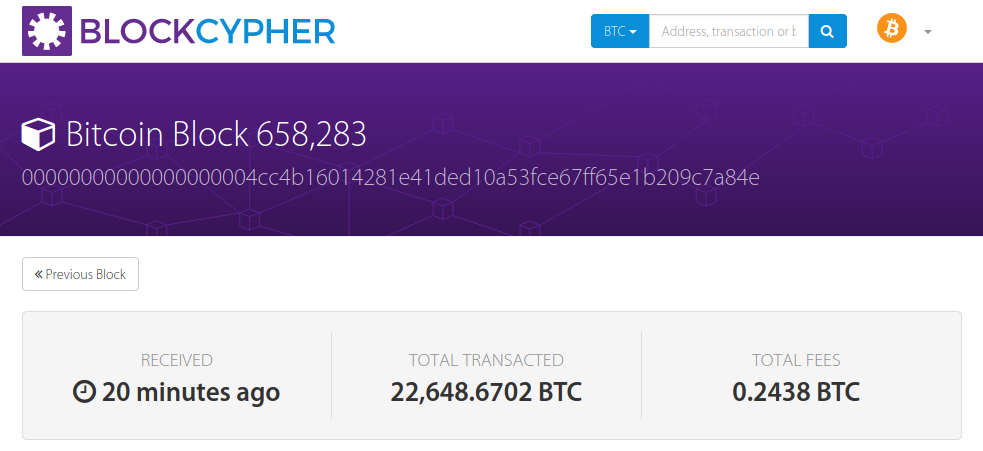 BLOCKCYPHER
BTC
Address, transaction or b
Bitcoin Block 658,283
00000000000000000004cc4b16014281e41ded10a53fce67ff65e1b209c7a84e
« Previous Block
RECEIVED
20 minutes ago
TOTAL TRANSACTED
22,648.6702 BTC
TOTAL FEES
0.2438 BTC